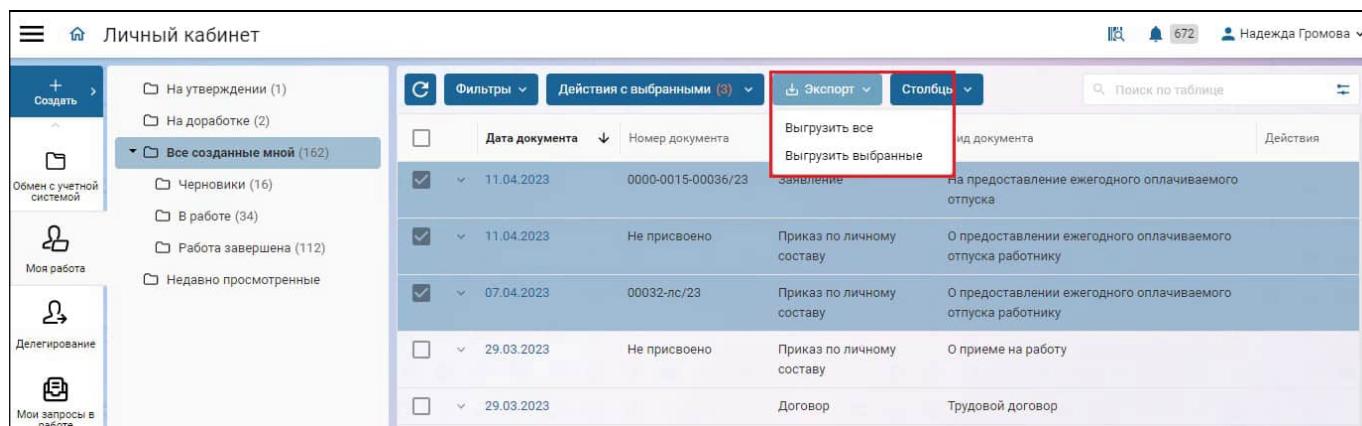 Личный кабинет
672
Надежда Громова
Создать
Обмен с учетной
системой
Моя работа
Делегирование
Мои запросы в
работе
На утверждении (1)
На доработке (2)
Все созданные мной (162)
Черновики (16)
В работе (34)
Работа завершена (112)
Недавно просмотренные
Фильтры Действия с выбранными (3) Экспорт Столбцы Поиск по таблице
Выгрузить все
Выгрузить выбранные
Дата документа Номер документа ид документа Действия
11.04.2023 0000-0015-00036/23 Заявление На предоставление ежегодного оплачиваемого
отпуска
11.04.2023 Не присвоено Приказ по личному О предоставлении ежегодного оплачиваемого
составу отпуска работнику
07.04.2023 00032-лс/23 Приказ по личному О предоставлении ежегодного оплачиваемого
составу отпуска работнику
29.03.2023 Не присвоено Приказ по личному О приеме на работу
составу
29.03.2023 Договор Трудовой договор